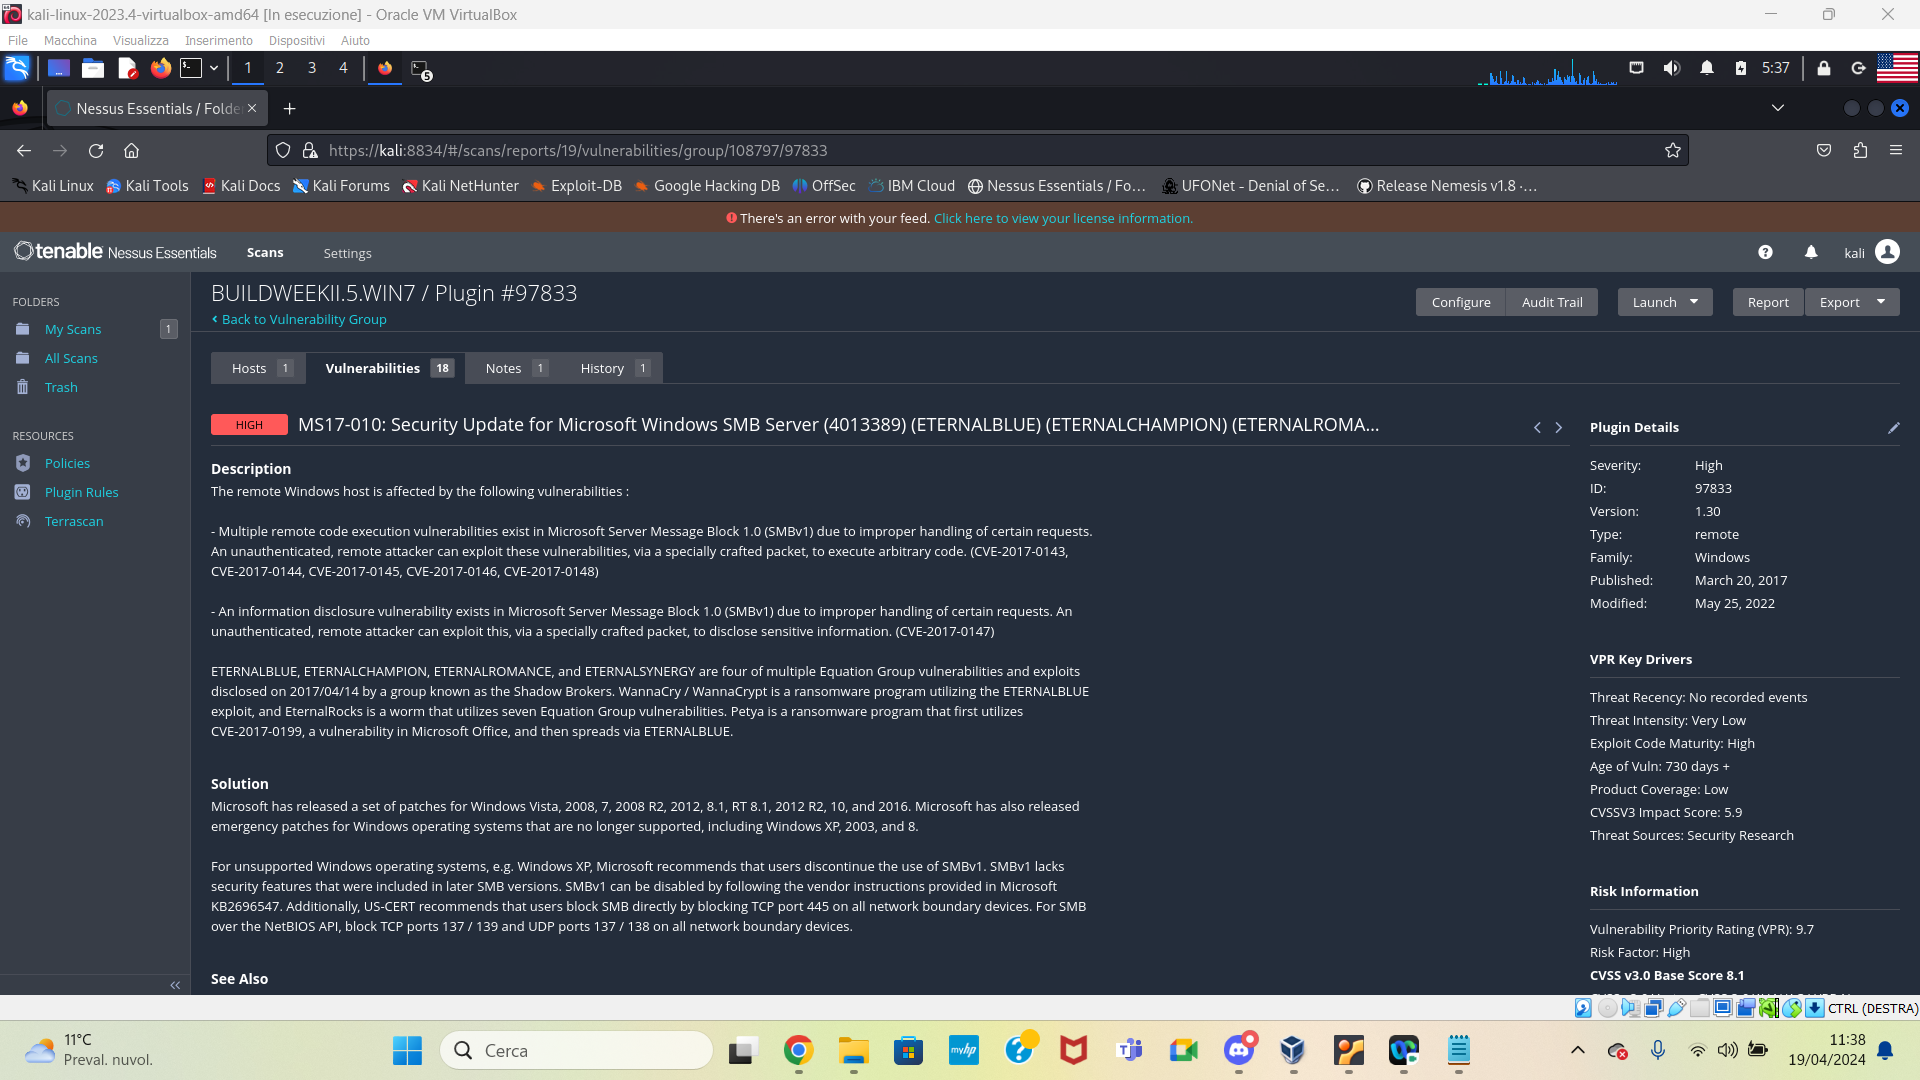 kali-linux-2023.4-virtualbox-amd64 [In esecuzione] - Oracle VM VirtualBox
File Macchina Visualizza Inserimento Dispositivi Aiuto
1 2 3 4 5 5:37
Nessus Essentials / Folde
https://kali:8834/#/scans/reports/19/vulnerabilities/group/108797/97833
Kali Linux Kali Tools Kali Docs Kali Forums Kali NetHunter Exploit-DB Google Hacking DB OffSec IBM Cloud Nessus Essentials / Fo... UFONet - Denial of Se... Release Nemesis v1.8 ·...
There's an error with your feed. Click here to view your license information.
tenable Nessus Essentials Scans Settings kali
FOLDERS
My Scans 1
All Scans
Trash
RESOURCES
Policies
Plugin Rules
Terrascan
BUILDWEEKII.5.WIN7 / Plugin #97833
Back to Vulnerability Group
Configure Audit Trail Launch Report Export
Hosts 1 Vulnerabilities 18 Notes 1 History 1
HIGH MS17-010: Security Update for Microsoft Windows SMB Server (4013389) (ETERNALBLUE) (ETERNALCHAMPION) (ETERNALROMA...
Description
The remote Windows host is affected by the following vulnerabilities :
- Multiple remote code execution vulnerabilities exist in Microsoft Server Message Block 1.0 (SMBv1) due to improper handling of certain requests.
An unauthenticated, remote attacker can exploit these vulnerabilities, via a specially crafted packet, to execute arbitrary code. (CVE-2017-0143,
CVE-2017-0144, CVE-2017-0145, CVE-2017-0146, CVE-2017-0148)
- An information disclosure vulnerability exists in Microsoft Server Message Block 1.0 (SMBv1) due to improper handling of certain requests. An
unauthenticated, remote attacker can exploit this, via a specially crafted packet, to disclose sensitive information. (CVE-2017-0147)
ETERNALBLUE, ETERNALCHAMPION, ETERNALROMANCE, and ETERNALSYNERGY are four of multiple Equation Group vulnerabilities and exploits
disclosed on 2017/04/14 by a group known as the Shadow Brokers. WannaCry / WannaCrypt is a ransomware program utilizing the ETERNALBLUE
exploit, and EternalRocks is a worm that utilizes seven Equation Group vulnerabilities. Petya is a ransomware program that first utilizes
CVE-2017-0199, a vulnerability in Microsoft Office, and then spreads via ETERNALBLUE.
Solution
Microsoft has released a set of patches for Windows Vista, 2008, 7, 2008 R2, 2012, 8.1, RT 8.1, 2012 R2, 10, and 2016. Microsoft has also released
emergency patches for Windows operating systems that are no longer supported, including Windows XP, 2003, and 8.
For unsupported Windows operating systems, e.g. Windows XP, Microsoft recommends that users discontinue the use of SMBv1. SMBv1 lacks
security features that were included in later SMB versions. SMBv1 can be disabled by following the vendor instructions provided in Microsoft
KB2696547. Additionally, US-CERT recommends that users block SMB directly by blocking TCP port 445 on all network boundary devices. For SMB
over the NetBIOS API, block TCP ports 137 / 139 and UDP ports 137 / 138 on all network boundary devices.
See Also
Plugin Details
Severity: High
ID: 97833
Version: 1.30
Type: remote
Family: Windows
Published: March 20, 2017
Modified: May 25, 2022
VPR Key Drivers
Threat Recency: No recorded events
Threat Intensity: Very Low
Exploit Code Maturity: High
Age of Vuln: 730 days +
Product Coverage: Low
CVSSV3 Impact Score: 5.9
Threat Sources: Security Research
Risk Information
Vulnerability Priority Rating (VPR): 9.7
Risk Factor: High
CVSS v3.0 Base Score 8.1
CTRL (DESTRA)
11°C
Preval. nuvol.
Cerca
myhp
11:38
19/04/2024